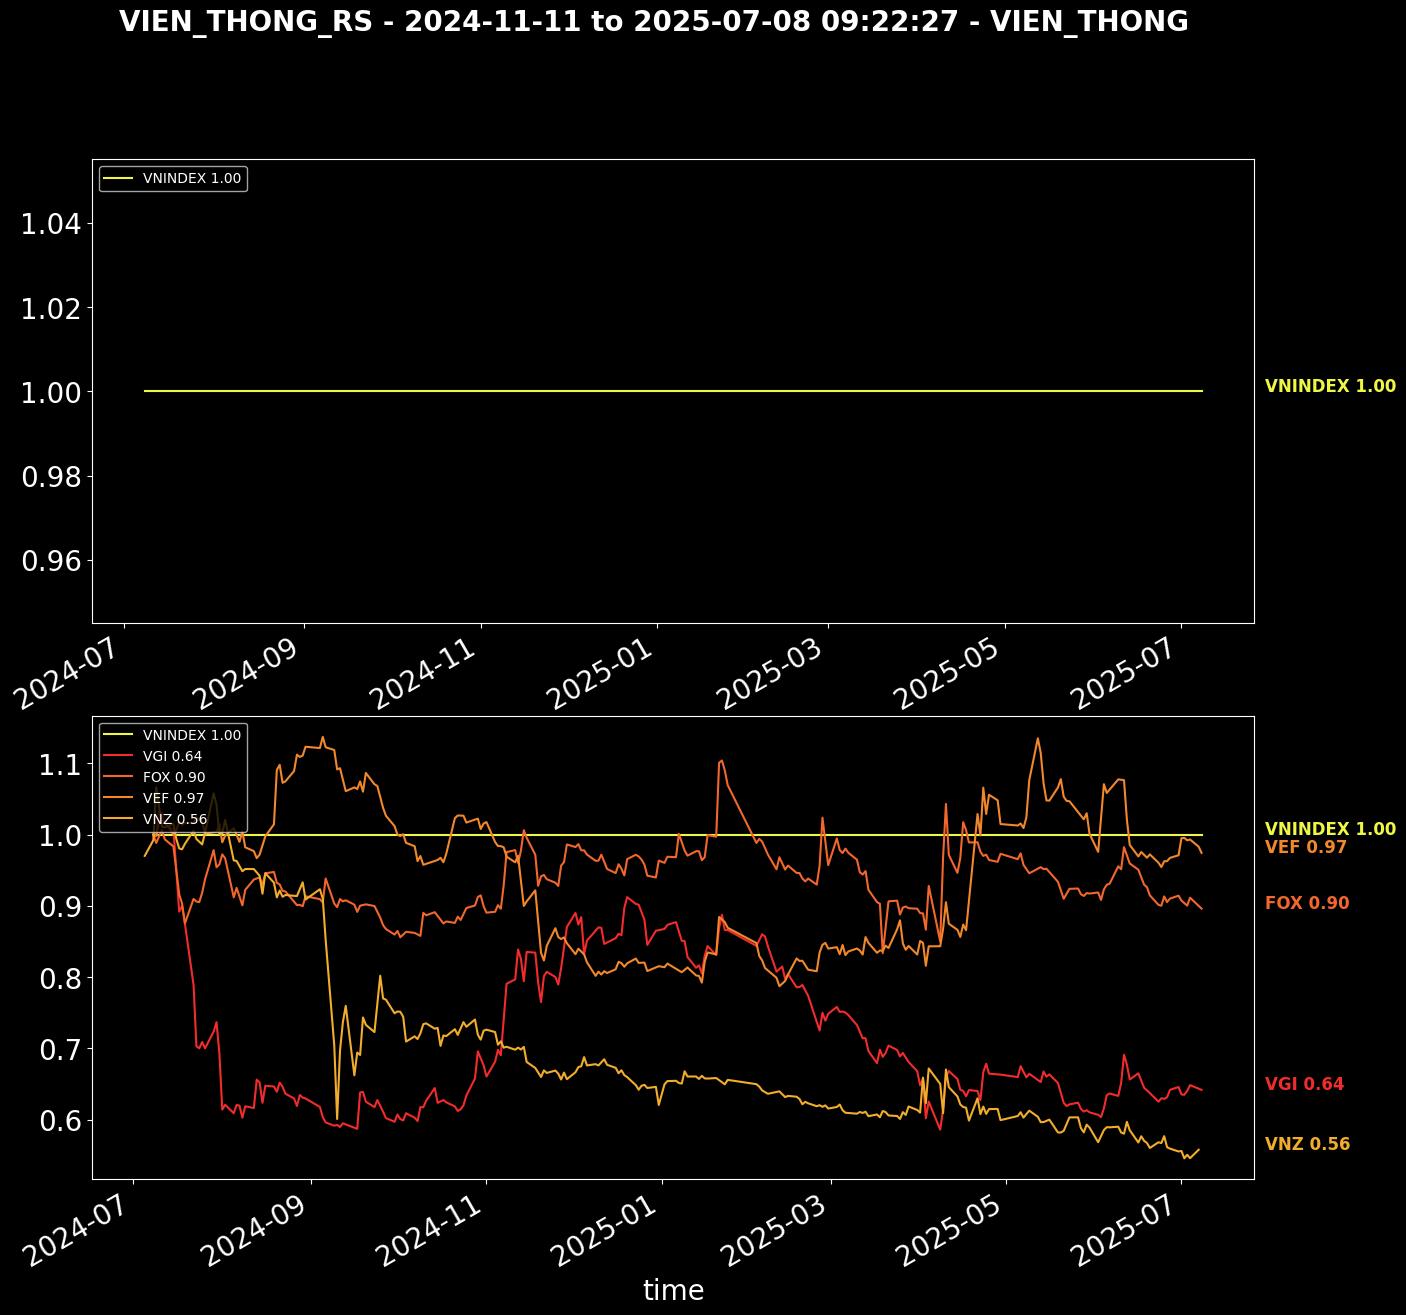 VIEN_THONG_RS - 2024-11-11 to 2025-07-08 09:22:27 - VIEN_THONG
VNINDEX 1.00
1.04
1.02
1.00
0.98
0.96
VNINDEX 1.00
2024-07
2024-09
2024-11
2025-01
2025-03
2025-05
2025-07
VNINDEX 1.00
VGI 0.64
FOX 0.90
VEF 0.97
VNZ 0.56
1.1
1.0
0.9
0.8
0.7
0.6
VNINDEX 1.00
VEF 0.97
FOX 0.90
VGI 0.64
VNZ 0.56
2024-07
2024-09
2024-11
2025-01
2025-03
2025-05
2025-07
time